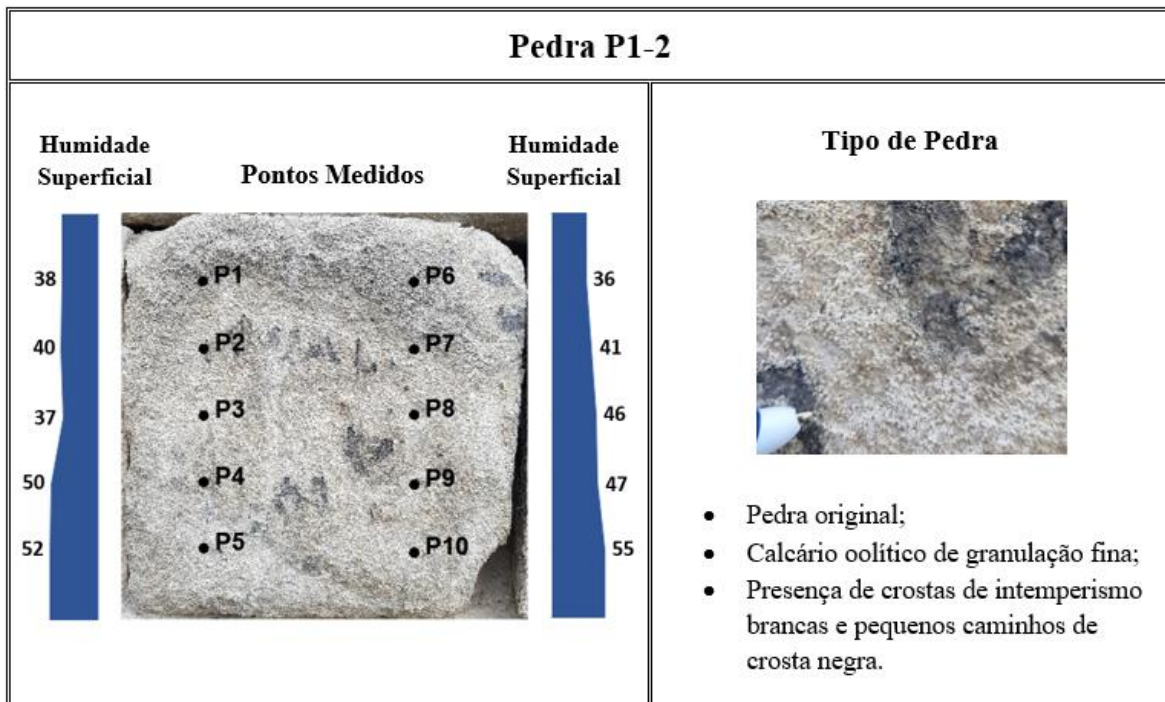 Pedra P1-2
Humidade
Superficial
Pontos Medidos
Humidade
Superficial
38
40
37
50
52
P1
P2
P3
P4
P5
P6
P7
P8
P9
P10
36
41
46
47
55
Tipo de Pedra
• Pedra original;
• Calcário oolítico de granulação fina;
• Presença de crostas de intemperismo
brancas e pequenos caminhos de
crosta negra.